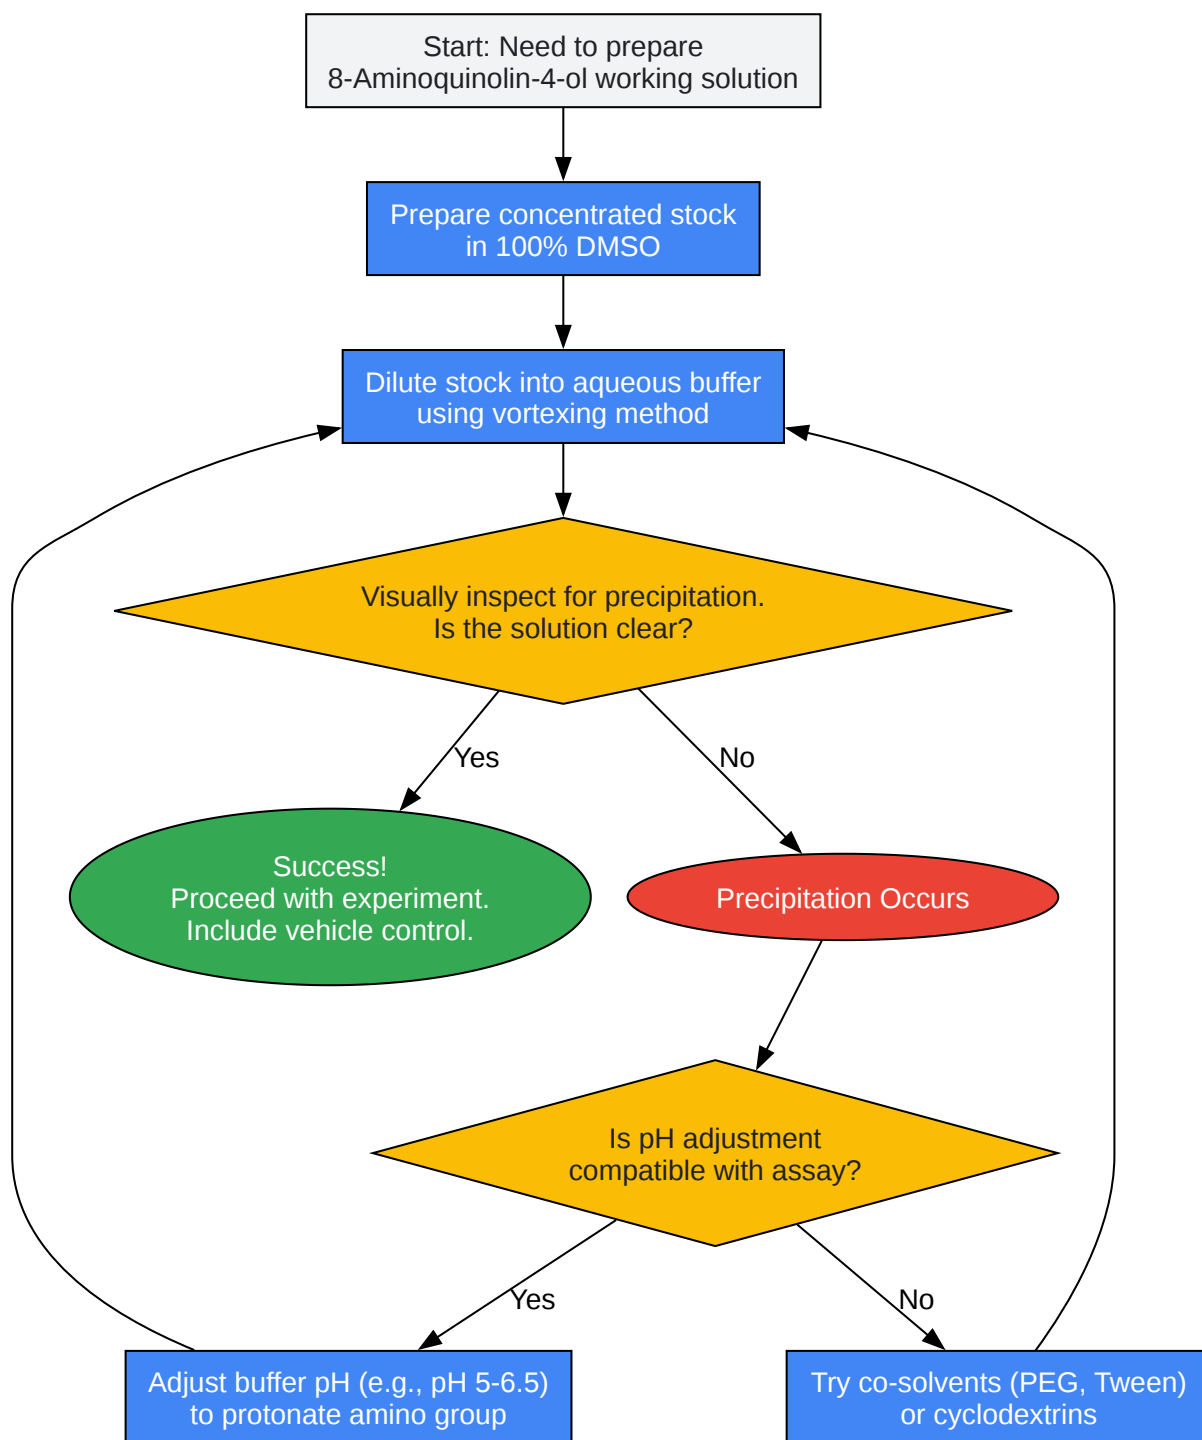 Start: Need to prepare
8-Aminoquinolin-4-ol working solution
Prepare concentrated stock
in 100% DMSO
Dilute stock into aqueous buffer
using vortexing method
Visually inspect for precipitation.
Is the solution clear?
Yes
No
Success!
Proceed with experiment.
Include vehicle control.
Precipitation Occurs
Is pH adjustment
compatible with assay?
Yes
No
Adjust buffer pH (e.g., pH 5-6.5)
to protonate amino group
Try co-solvents (PEG, Tween)
or cyclodextrins